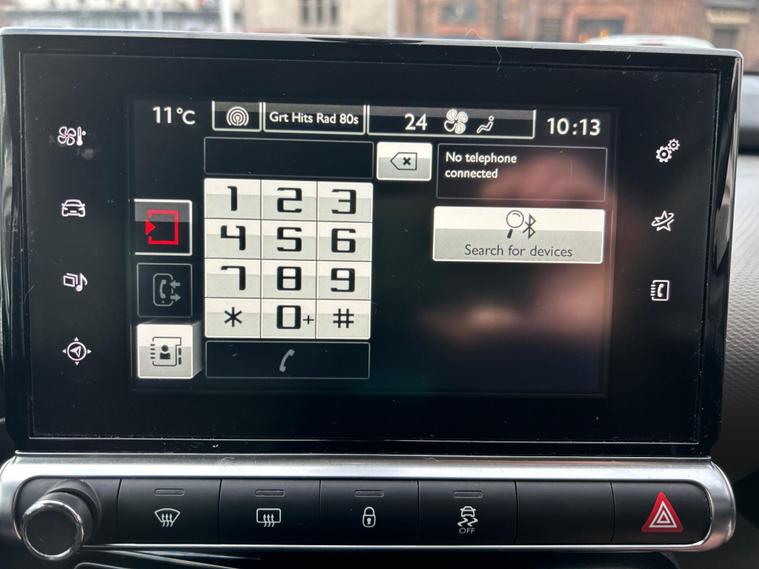 11°C
Grt Hits Rad 80s
24
10:13
No telephone
connected
1 2 3
Search for devices
4 5 6
7 8 9
* 0+ #
OFF